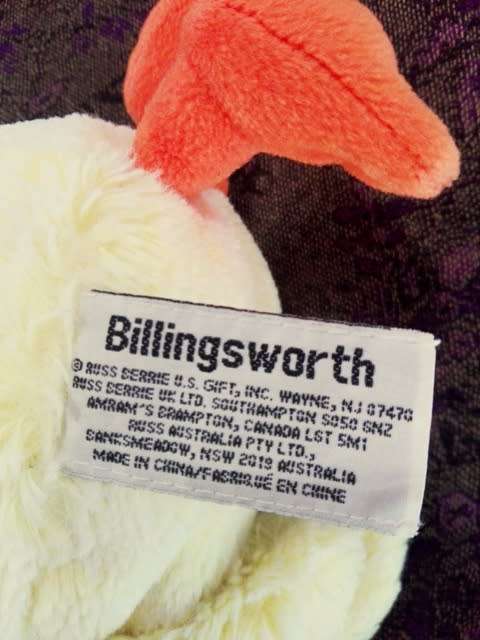 Billingsworth
© RUSS BERRIE U.S. GIFT, INC. WAYNE, NJ 07470
RUSS BERRIE UK LTD. SOUTHAMPTON SO50 6NZ
AMRAM'S BRAMPTON, CANADA L6T 5M1
RUSS AUSTRALIA PTY LTD.,
BANKSMEADOW, NSW 2019 AUSTRALIA
MADE IN CHINA/FABRIQUÉ EN CHINE